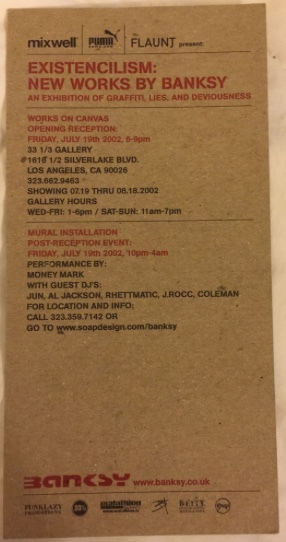 mixwell PUMA FLAUNT present:
EXISTENCILISM:
NEW WORKS BY BANKSY
AN EXHIBITION OF GRAFFITI, LIES, AND DEVIOUSNESS
WORKS ON CANVAS
OPENING RECEPTION:
FRIDAY, JULY 19th 2002, 6-9pm
33 1/3 GALLERY
1618 1/2 SILVERLAKE BLVD.
LOS ANGELES, CA 90026
323.662.9463
SHOWING 07.19 THRU 08.18.2002
GALLERY HOURS
WED-FRI: 1-6pm / SAT-SUN: 11am-7pm
MURAL INSTALLATION
POST-RECEPTION EVENT:
FRIDAY, JULY 19th 2002, 10pm-4am
PERFORMANCE BY:
MONEY MARK
WITH GUEST DJ'S:
JUN, AL JACKSON, RHETTMATIC, J.ROCC, COLEMAN
FOR LOCATION AND INFO:
CALL 323.359.7142 OR
GO TO www.soapdesign.com/banksy
BANKSY www.banksy.co.uk
PUNKLAZY